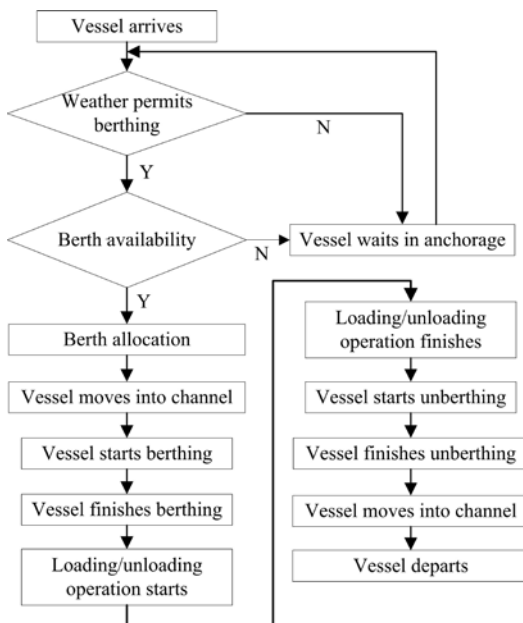 Vessel arrives
Weather permits
berthing
N
Y
Berth availability
N
Vessel waits in anchorage
Y
Berth allocation
Vessel moves into channel
Vessel starts berthing
Vessel finishes berthing
Loading/unloading
operation starts
Loading/unloading
operation finishes
Vessel starts unberthing
Vessel finishes unberthing
Vessel moves into channel
Vessel departs